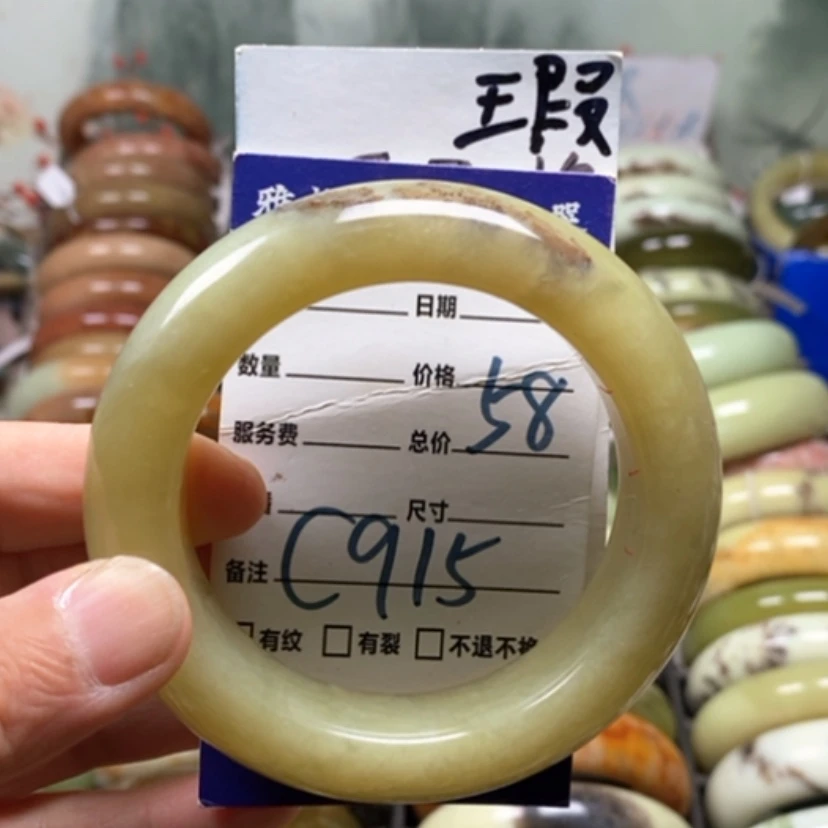 瑕
雅
日期
数量 价格 58
服务费 总价
尺寸
备注 C915
有纹 有裂 不退不换